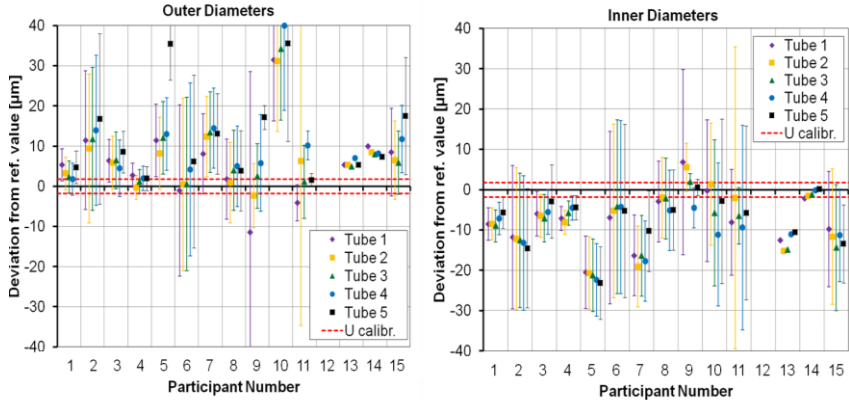 Outer Diameters
Deviation from ref. value [µm]
40
30
20
10
0
-10
-20
-30
-40
Tube 1
Tube 2
Tube 3
Tube 4
Tube 5
U calibr.
1 2 3 4 5 6 7 8 9 10 11 12 13 14 15
Participant Number
Inner Diameters
Deviation from ref. value [µm]
40
30
20
10
0
-10
-20
-30
-40
Tube 1
Tube 2
Tube 3
Tube 4
Tube 5
U calibr.
1 2 3 4 5 6 7 8 9 10 11 12 13 14 15
Participant Number